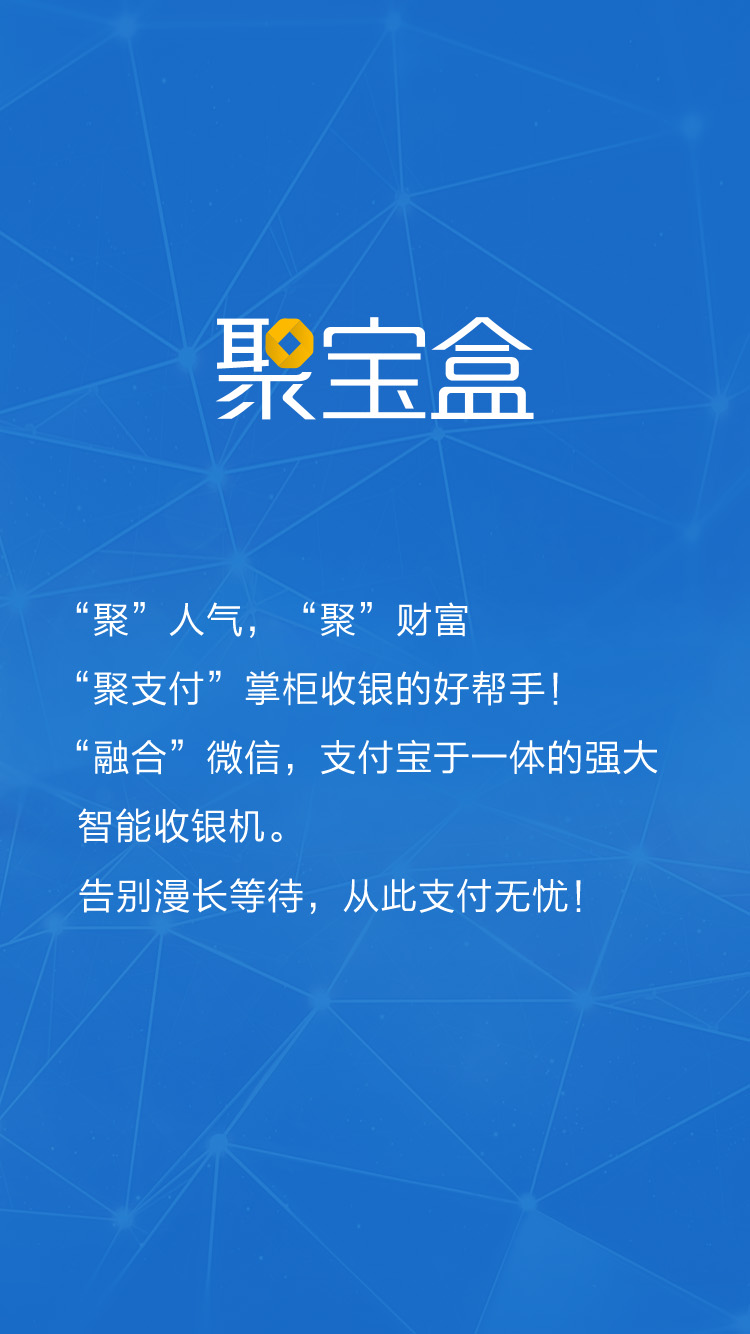 聚宝盒
“聚”人气，“聚”财富
“聚支付”掌柜收银的好帮手！
“融合”微信，支付宝于一体的强大
智能收银机。
告别漫长等待，从此支付无忧！